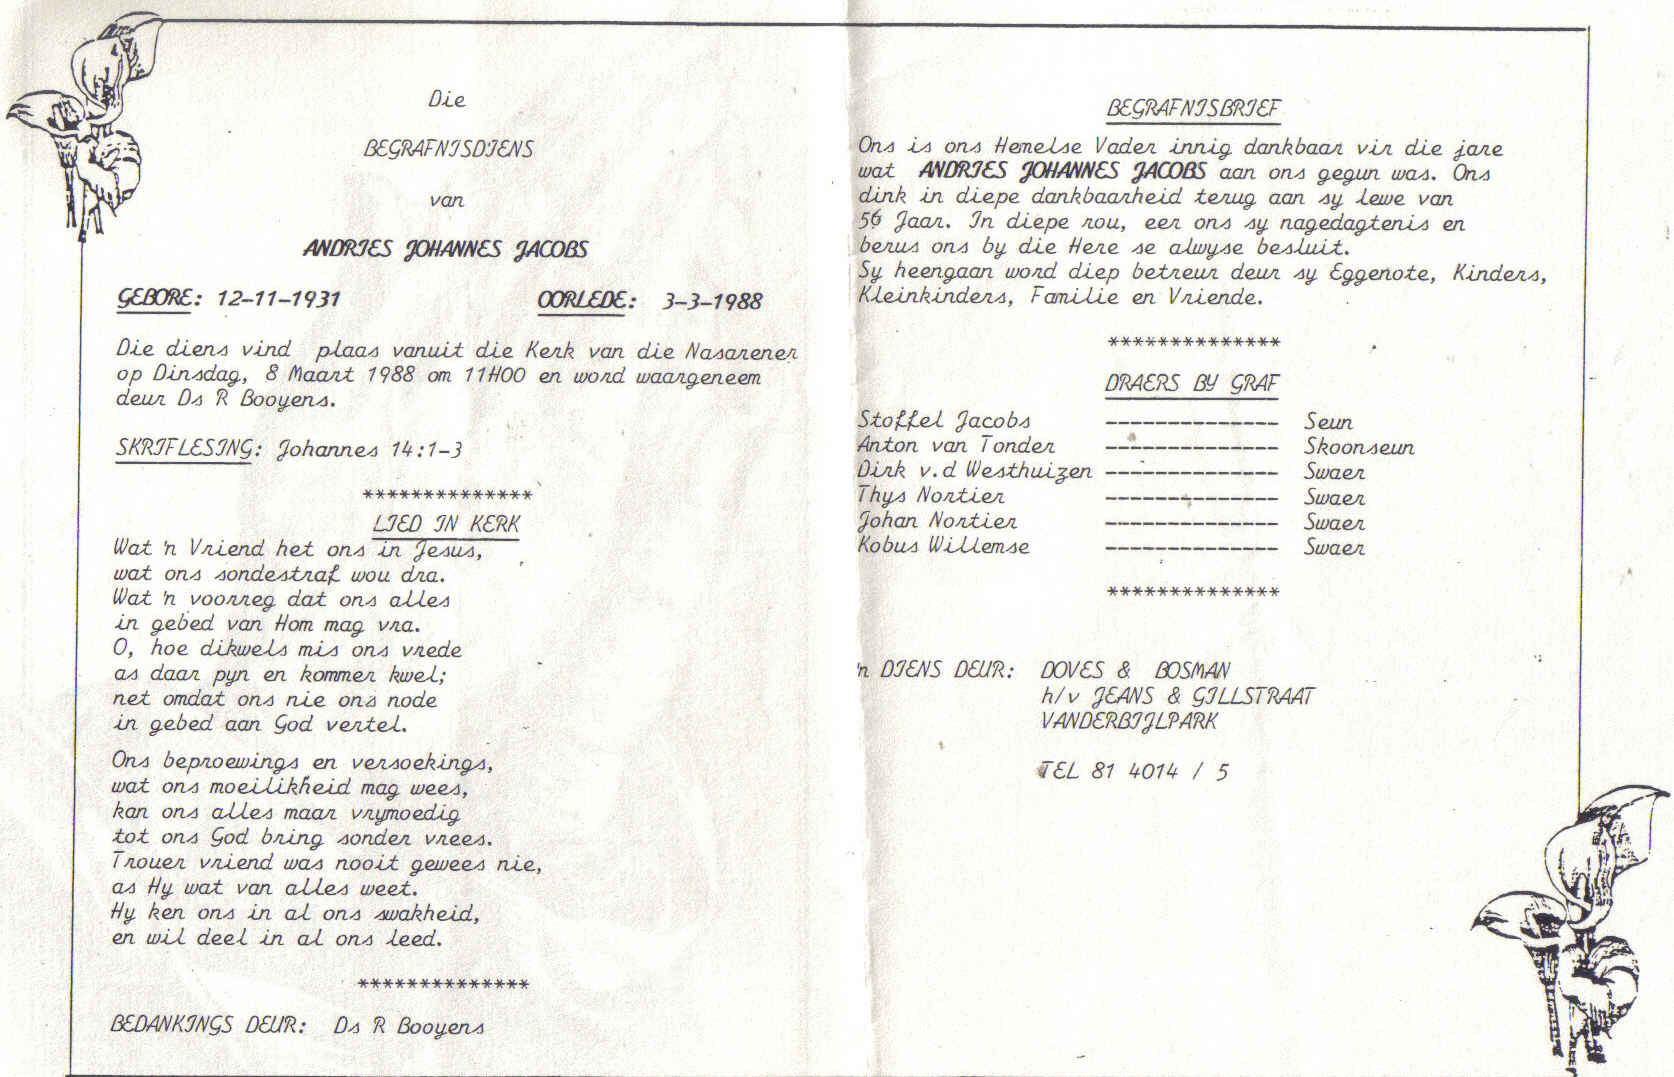 Die
BEGRAFNISDIENS
van
ANDRIES JOHANNES JACOBS
GEBORE: 12-11-1931 OORLEDE: 3-3-1988
Die diens vind plaas vanuit die Kerk van die Nasarener
op Dinsdag, 8 Maart 1988 om 11H00 en word waargeneem
deur Ds R Booyens.
SKRIFLESING: Johannes 14:1-3
**************
LIED IN KERK
Wat 'n Vriend het ons in Jesus,
wat ons sondestraf wou dra.
Wat 'n voorreg dat ons alles
in gebed van Hom mag vra.
O, hoe dikwels mis ons vrede
as daar pyn en kommer kwel;
net omdat ons nie ons node
in gebed aan God vertel.
Ons beproewings en versoekings,
wat ons moeilikheid mag wees,
kan ons alles maar vrymoedig
tot ons God bring sonder vrees.
Trouer vriend was nooit gewees nie,
as Hy wat van alles weet.
Hy ken ons in al ons swakheid,
en wil deel in al ons leed.
**************
BEDANKINGS DEUR: Ds R Booyens
BEGRAFNISBRIEF
Ons is ons Hemelse Vader innig dankbaar vir die jare
wat ANDRIES JOHANNES JACOBS aan ons gegun was. Ons
dink in diepe dankbaarheid terug aan sy lewe van
56 Jaar. In diepe rou, eer ons sy nagedagtenis en
berus ons by die Here se alwyse besluit.
Sy heengaan word diep betreur deur sy Eggenote, Kinders,
Kleinkinders, Familie en Vriende.
**************
DRAERS BY GRAF
Stoffel Jacobs -------------- Seun
Anton van Tonder -------------- Skoonseun
Dirk v.d Westhuizen -------------- Swaer
Thys Nortier -------------- Swaer
Johan Nortier -------------- Swaer
Kobus Willemse -------------- Swaer
**************
'n DIENS DEUR: DOVES & BOSMAN
h/v JEANS & GILLSTRAAT
VANDERBIJLPARK
TEL 81 4014 / 5